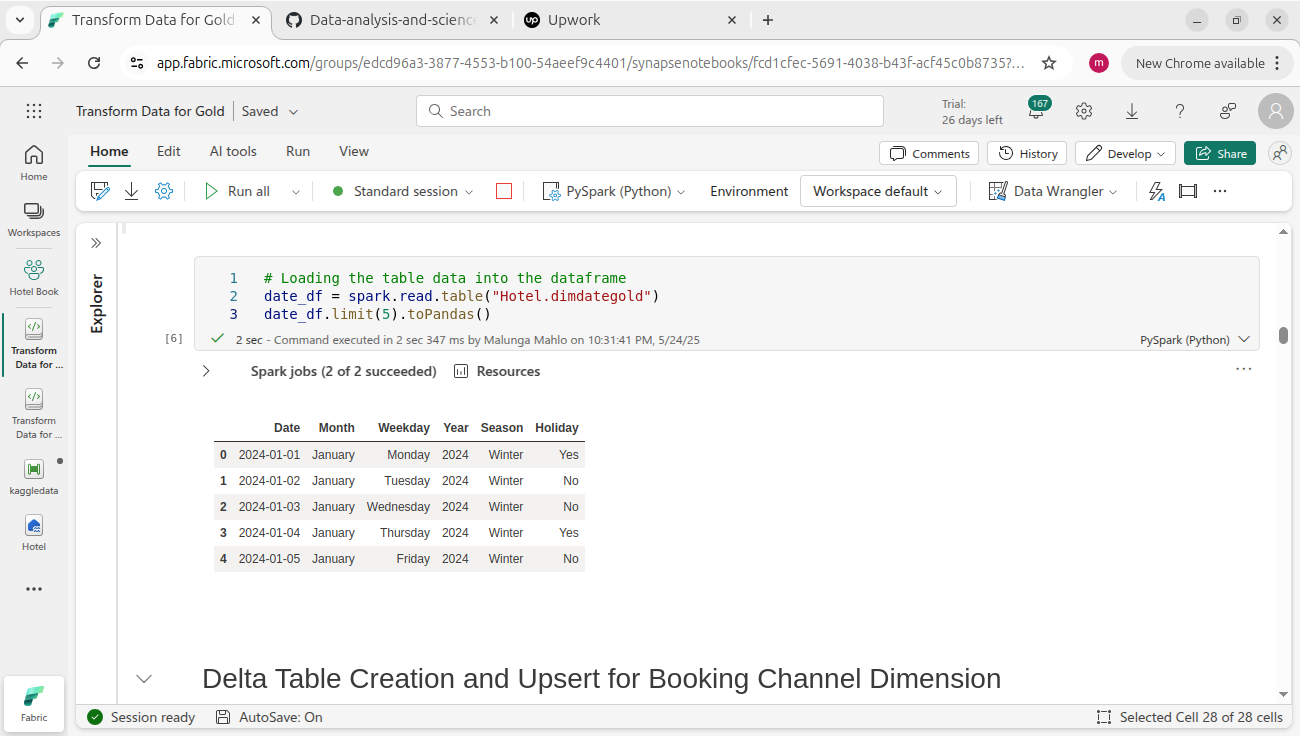 Transform Data for Gold
Data-analysis-and-science
Upwork
app.fabric.microsoft.com/groups/edcd96a3-3877-4553-b100-54aeef9c4401/synapsenotebooks/fcd1cfec-5691-4038-b43f-acf45c0b8735?...
m
New Chrome available
Transform Data for Gold
Saved
Search
Trial:
26 days left
167
Home
Edit
AI tools
Run
View
Comments
History
Develop
Share
Run all
Standard session
PySpark (Python)
Environment
Workspace default
Data Wrangler
Home
Workspaces
Hotel Book
Transform
Data for ...
Transform
Data for ...
kaggledata
Hotel
Fabric
Explorer
1 # Loading the table data into the dataframe
2 date_df = spark.read.table("Hotel.dimdategold")
3 date_df.limit(5).toPandas()
[6]
2 sec - Command executed in 2 sec 347 ms by Malunga Mahlo on 10:31:41 PM, 5/24/25
PySpark (Python)
Spark jobs (2 of 2 succeeded)
Resources
Date Month Weekday Year Season Holiday
0 2024-01-01 January Monday 2024 Winter Yes
1 2024-01-02 January Tuesday 2024 Winter No
2 2024-01-03 January Wednesday 2024 Winter No
3 2024-01-04 January Thursday 2024 Winter Yes
4 2024-01-05 January Friday 2024 Winter No
Delta Table Creation and Upsert for Booking Channel Dimension
Session ready
AutoSave: On
Selected Cell 28 of 28 cells